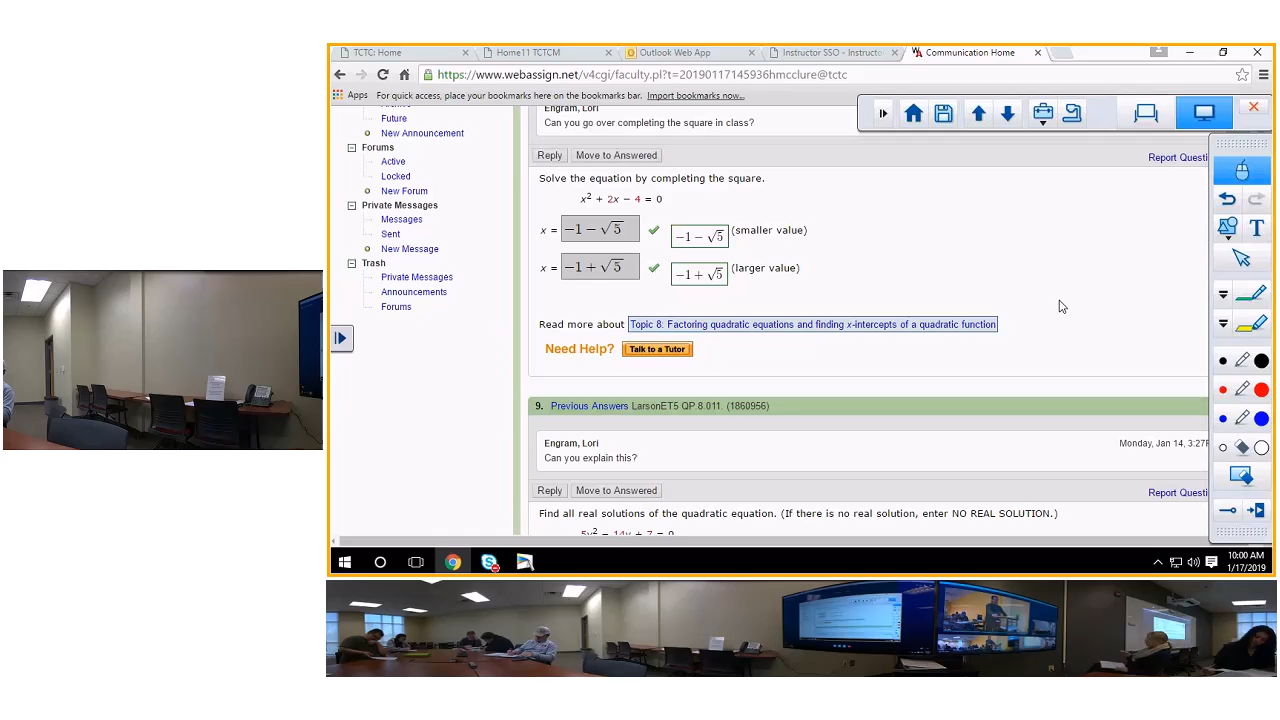 TCTC: Home
Home11 TCTCM
Outlook Web App
Instructor SSO - Instructo
Communication Home
https://www.webassign.net/v4cgi/faculty.pl?t=20190117145936hmcclure@tctc
Apps For quick access, place your bookmarks here on the bookmarks bar. Import bookmarks now...
Future
New Announcement
Forums
Active
Locked
New Forum
Private Messages
Messages
Sent
New Message
Trash
Private Messages
Announcements
Forums
Engram, Lori
Can you go over completing the square in class?
Reply Move to Answered
Report Questi
Solve the equation by completing the square.
x² + 2x − 4 = 0
x = −1 − √5 ✓ −1 − √5 (smaller value)
x = −1 + √5 ✓ −1 + √5 (larger value)
Read more about Topic 8: Factoring quadratic equations and finding x-intercepts of a quadratic function
Need Help? Talk to a Tutor
9. Previous Answers LarsonET5 QP.8.011. (1860956)
Engram, Lori
Monday, Jan 14, 3:27P
Can you explain this?
Reply Move to Answered
Report Questi
Find all real solutions of the quadratic equation. (If there is no real solution, enter NO REAL SOLUTION.)
T
10:00 AM
1/17/2019